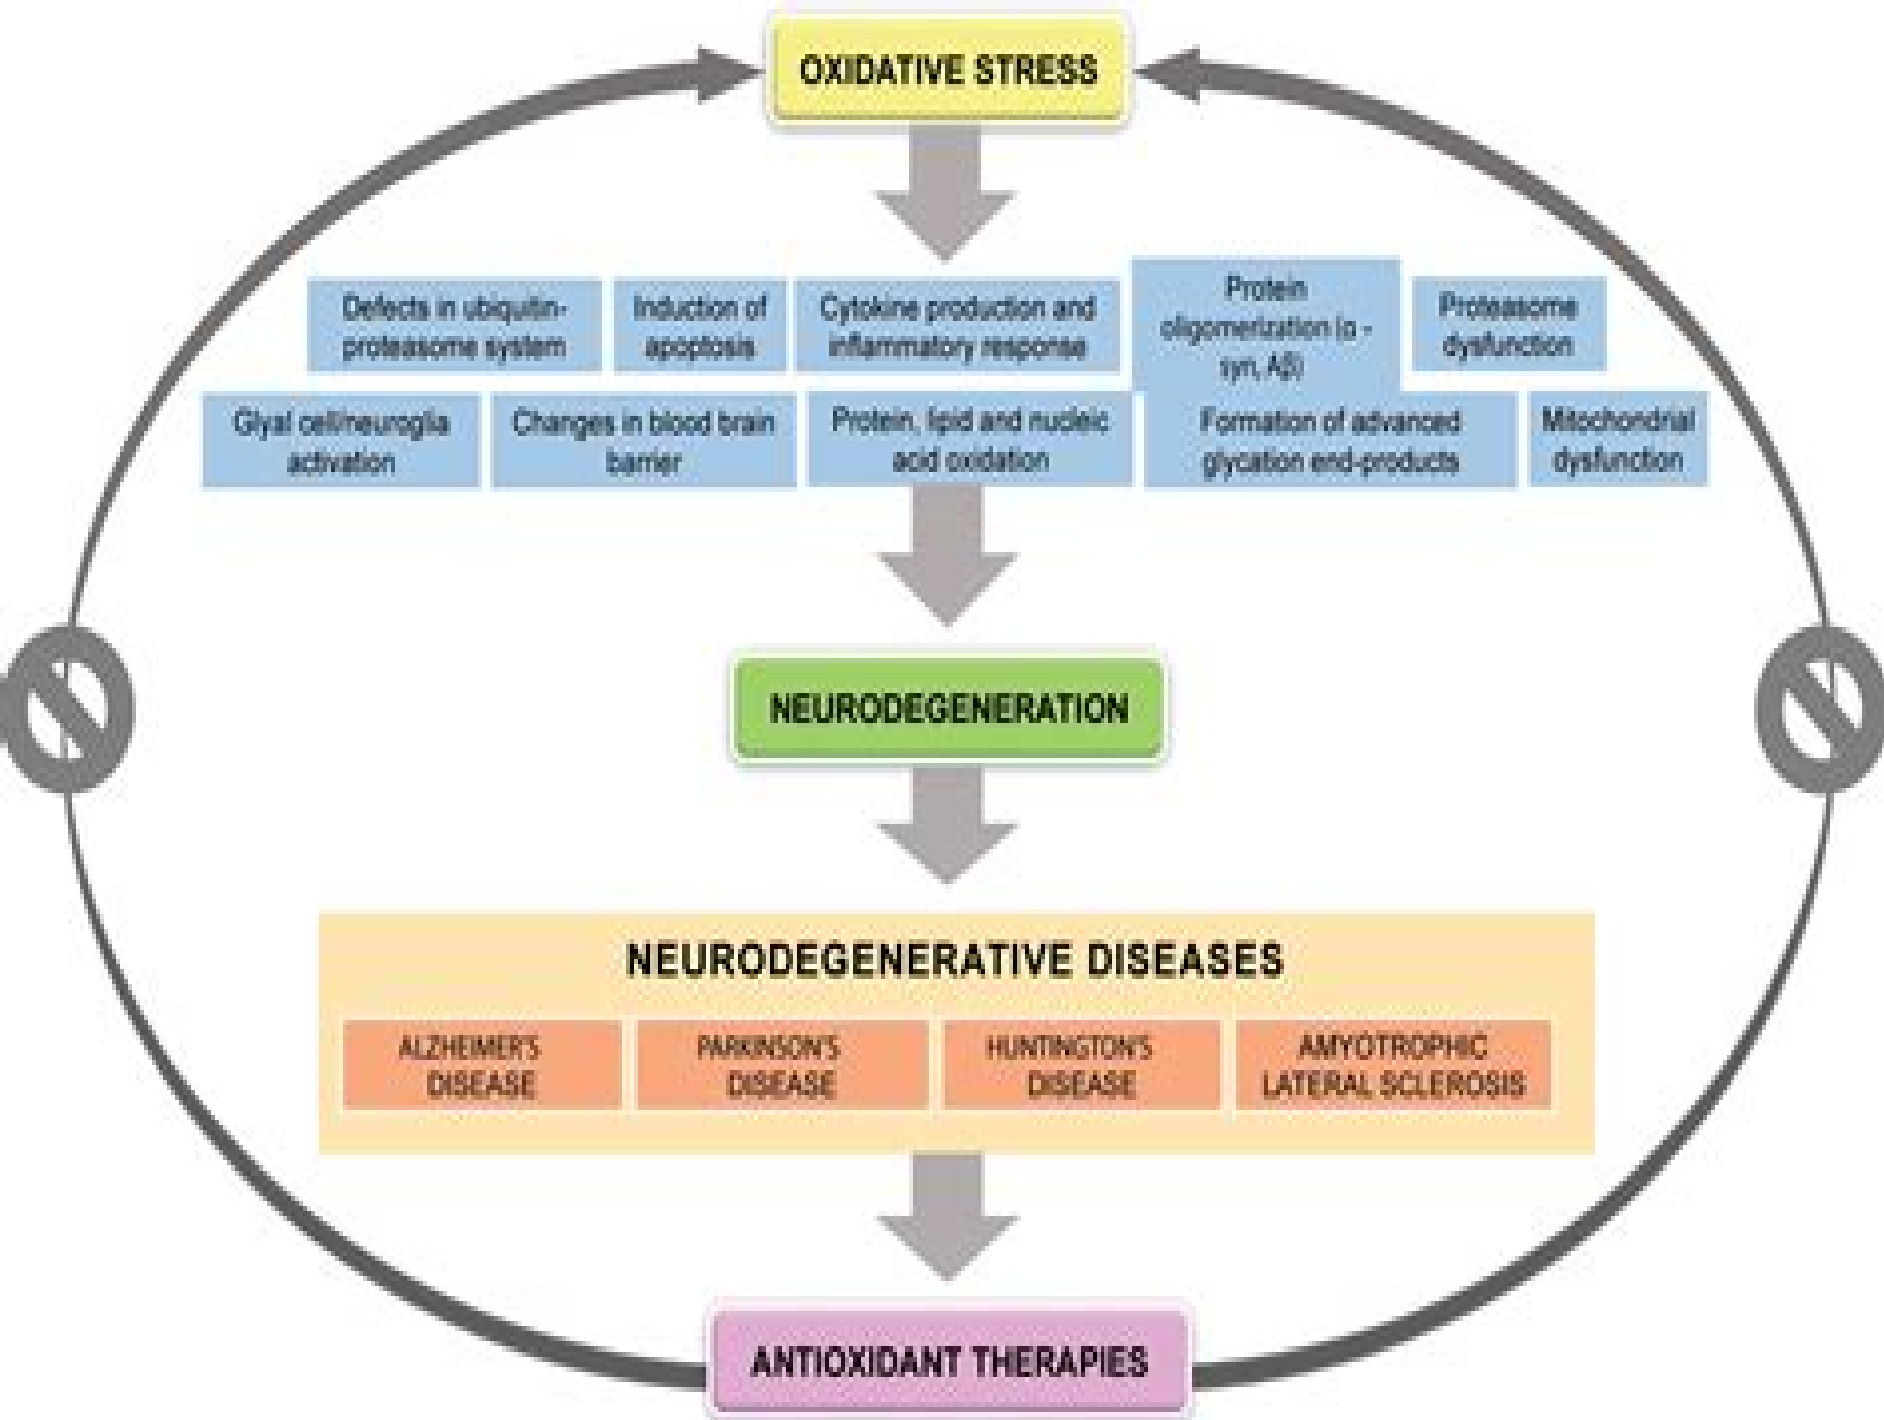 OXIDATIVE STRESS
Defects in ubiquitin-
proteasome system
Induction of
apoptosis
Cytokine production and
inflammatory response
Protein
oligomerization (α -
syn, Aβ)
Proteasome
dysfunction
Glyal cell/neuroglia
activation
Changes in blood brain
barrier
Protein, lipid and nucleic
acid oxidation
Formation of advanced
glycation end-products
Mitochondrial
dysfunction
NEURODEGENERATION
NEURODEGENERATIVE DISEASES
ALZHEIMER'S
DISEASE
PARKINSON'S
DISEASE
HUNTINGTON'S
DISEASE
AMYOTROPHIC
LATERAL SCLEROSIS
ANTIOXIDANT THERAPIES